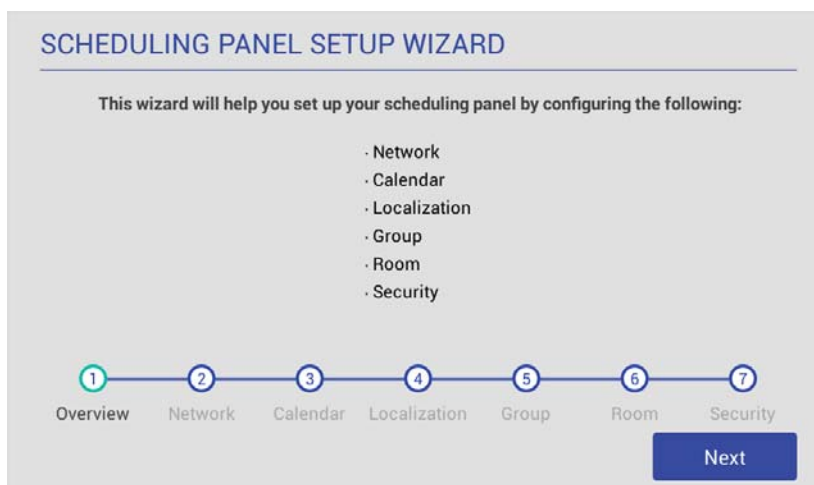 SCHEDULING PANEL SETUP WIZARD
This wizard will help you set up your scheduling panel by configuring the following:
· Network
· Calendar
· Localization
· Group
· Room
· Security
1 2 3 4 5 6 7
Overview Network Calendar Localization Group Room Security
Next